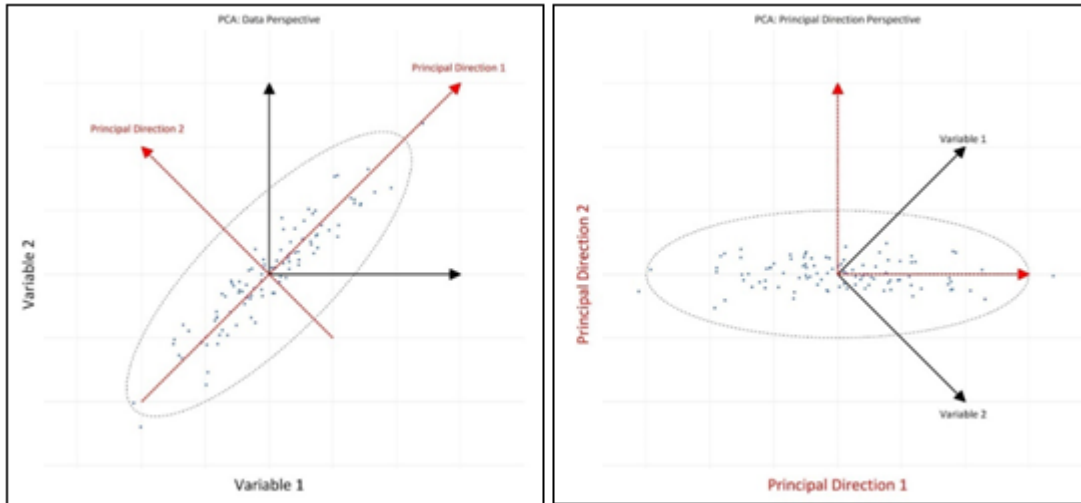 PCA: Data Perspective
Principal Direction 1
Principal Direction 2
Variable 2
Variable 1
PCA: Principal Direction Perspective
Variable 1
Principal Direction 2
Variable 2
Principal Direction 1